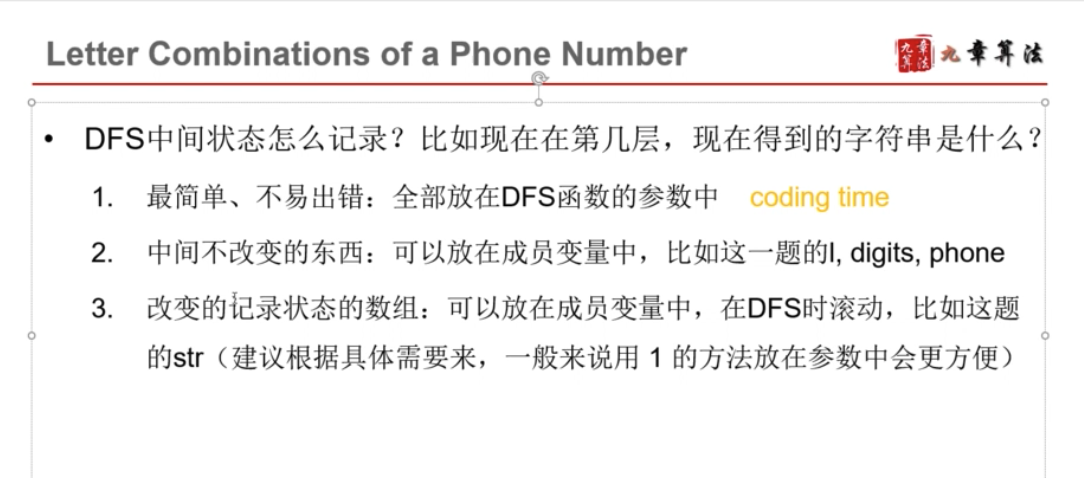 Letter Combinations of a Phone Number
九章算法
九章算法
• DFS中间状态怎么记录？比如现在在第几层，现在得到的字符串是什么？
1. 最简单、不易出错：全部放在DFS函数的参数中 coding time
2. 中间不改变的东西：可以放在成员变量中，比如这一题的l, digits, phone
3. 改变的记录状态的数组：可以放在成员变量中，在DFS时滚动，比如这题
的str（建议根据具体需要来，一般来说用 1 的方法放在参数中会更方便）